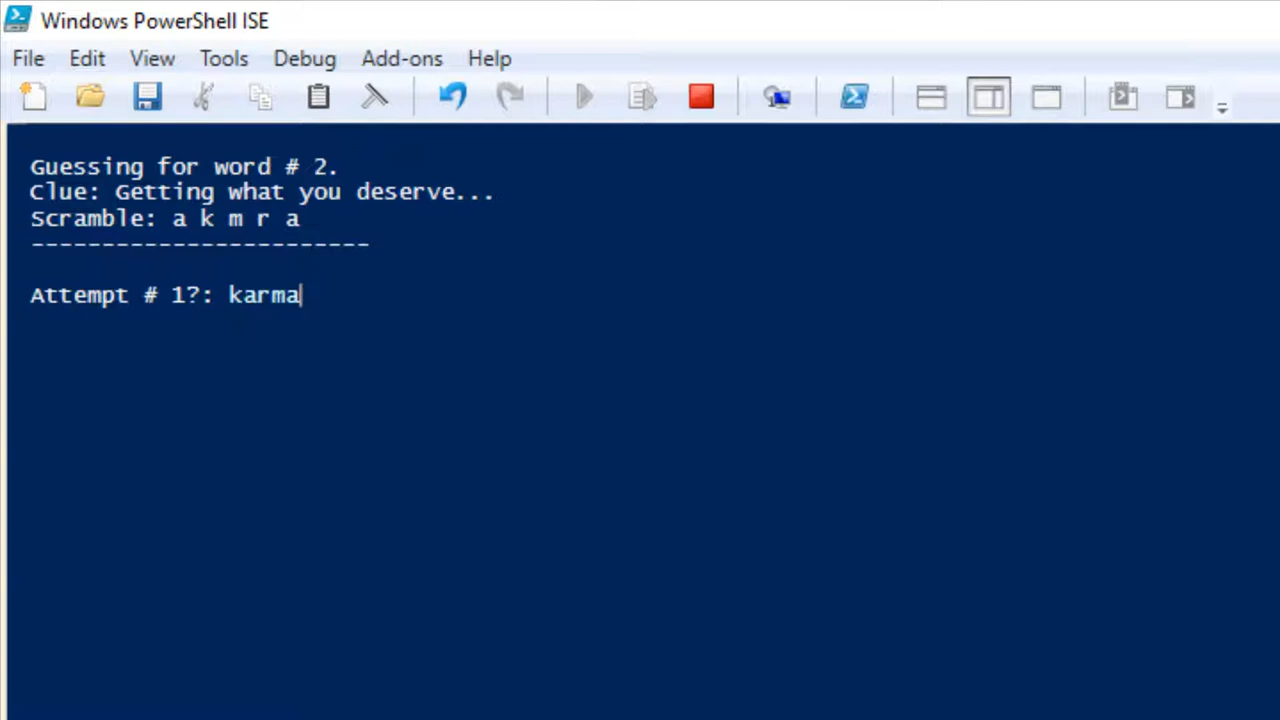 Windows PowerShell ISE
File Edit View Tools Debug Add-ons Help
Guessing for word # 2.
Clue: Getting what you deserve...
Scramble: a k m r a
------------------------
Attempt # 1?: karma